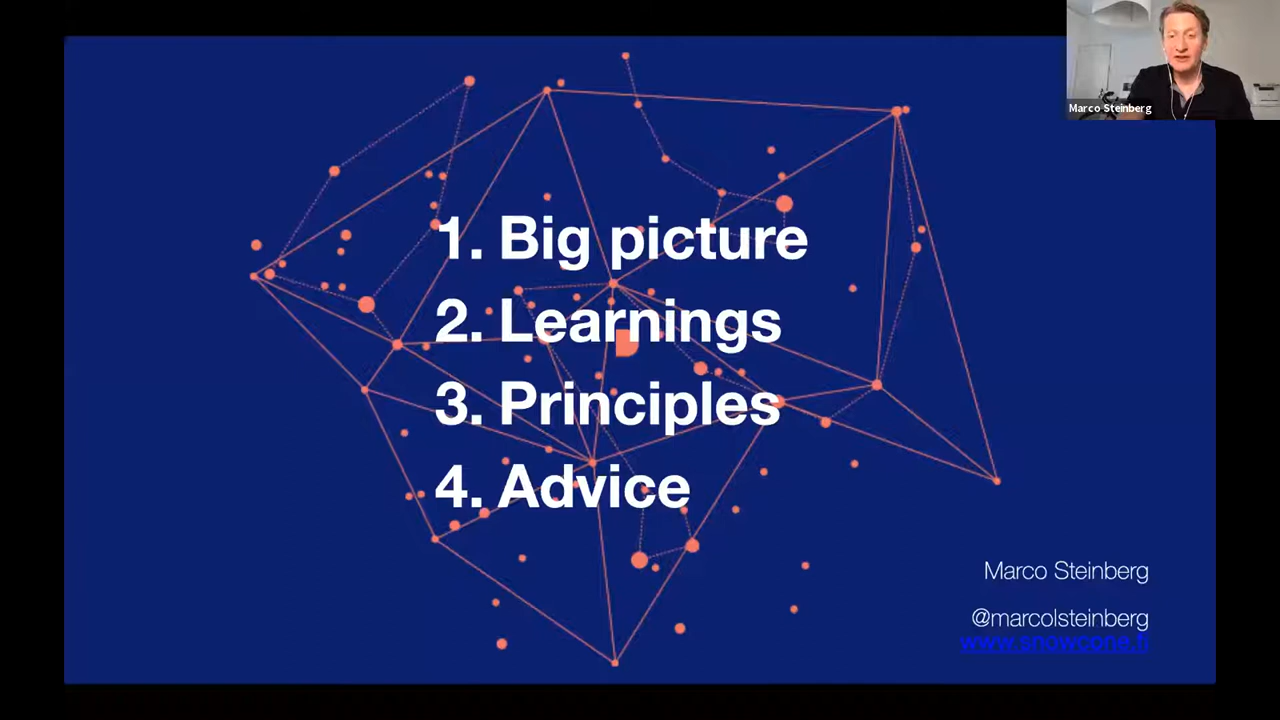 Marco Steinberg
1. Big picture
2. Learnings
3. Principles
4. Advice
Marco Steinberg
@marcolsteinberg
www.snowcone.fi